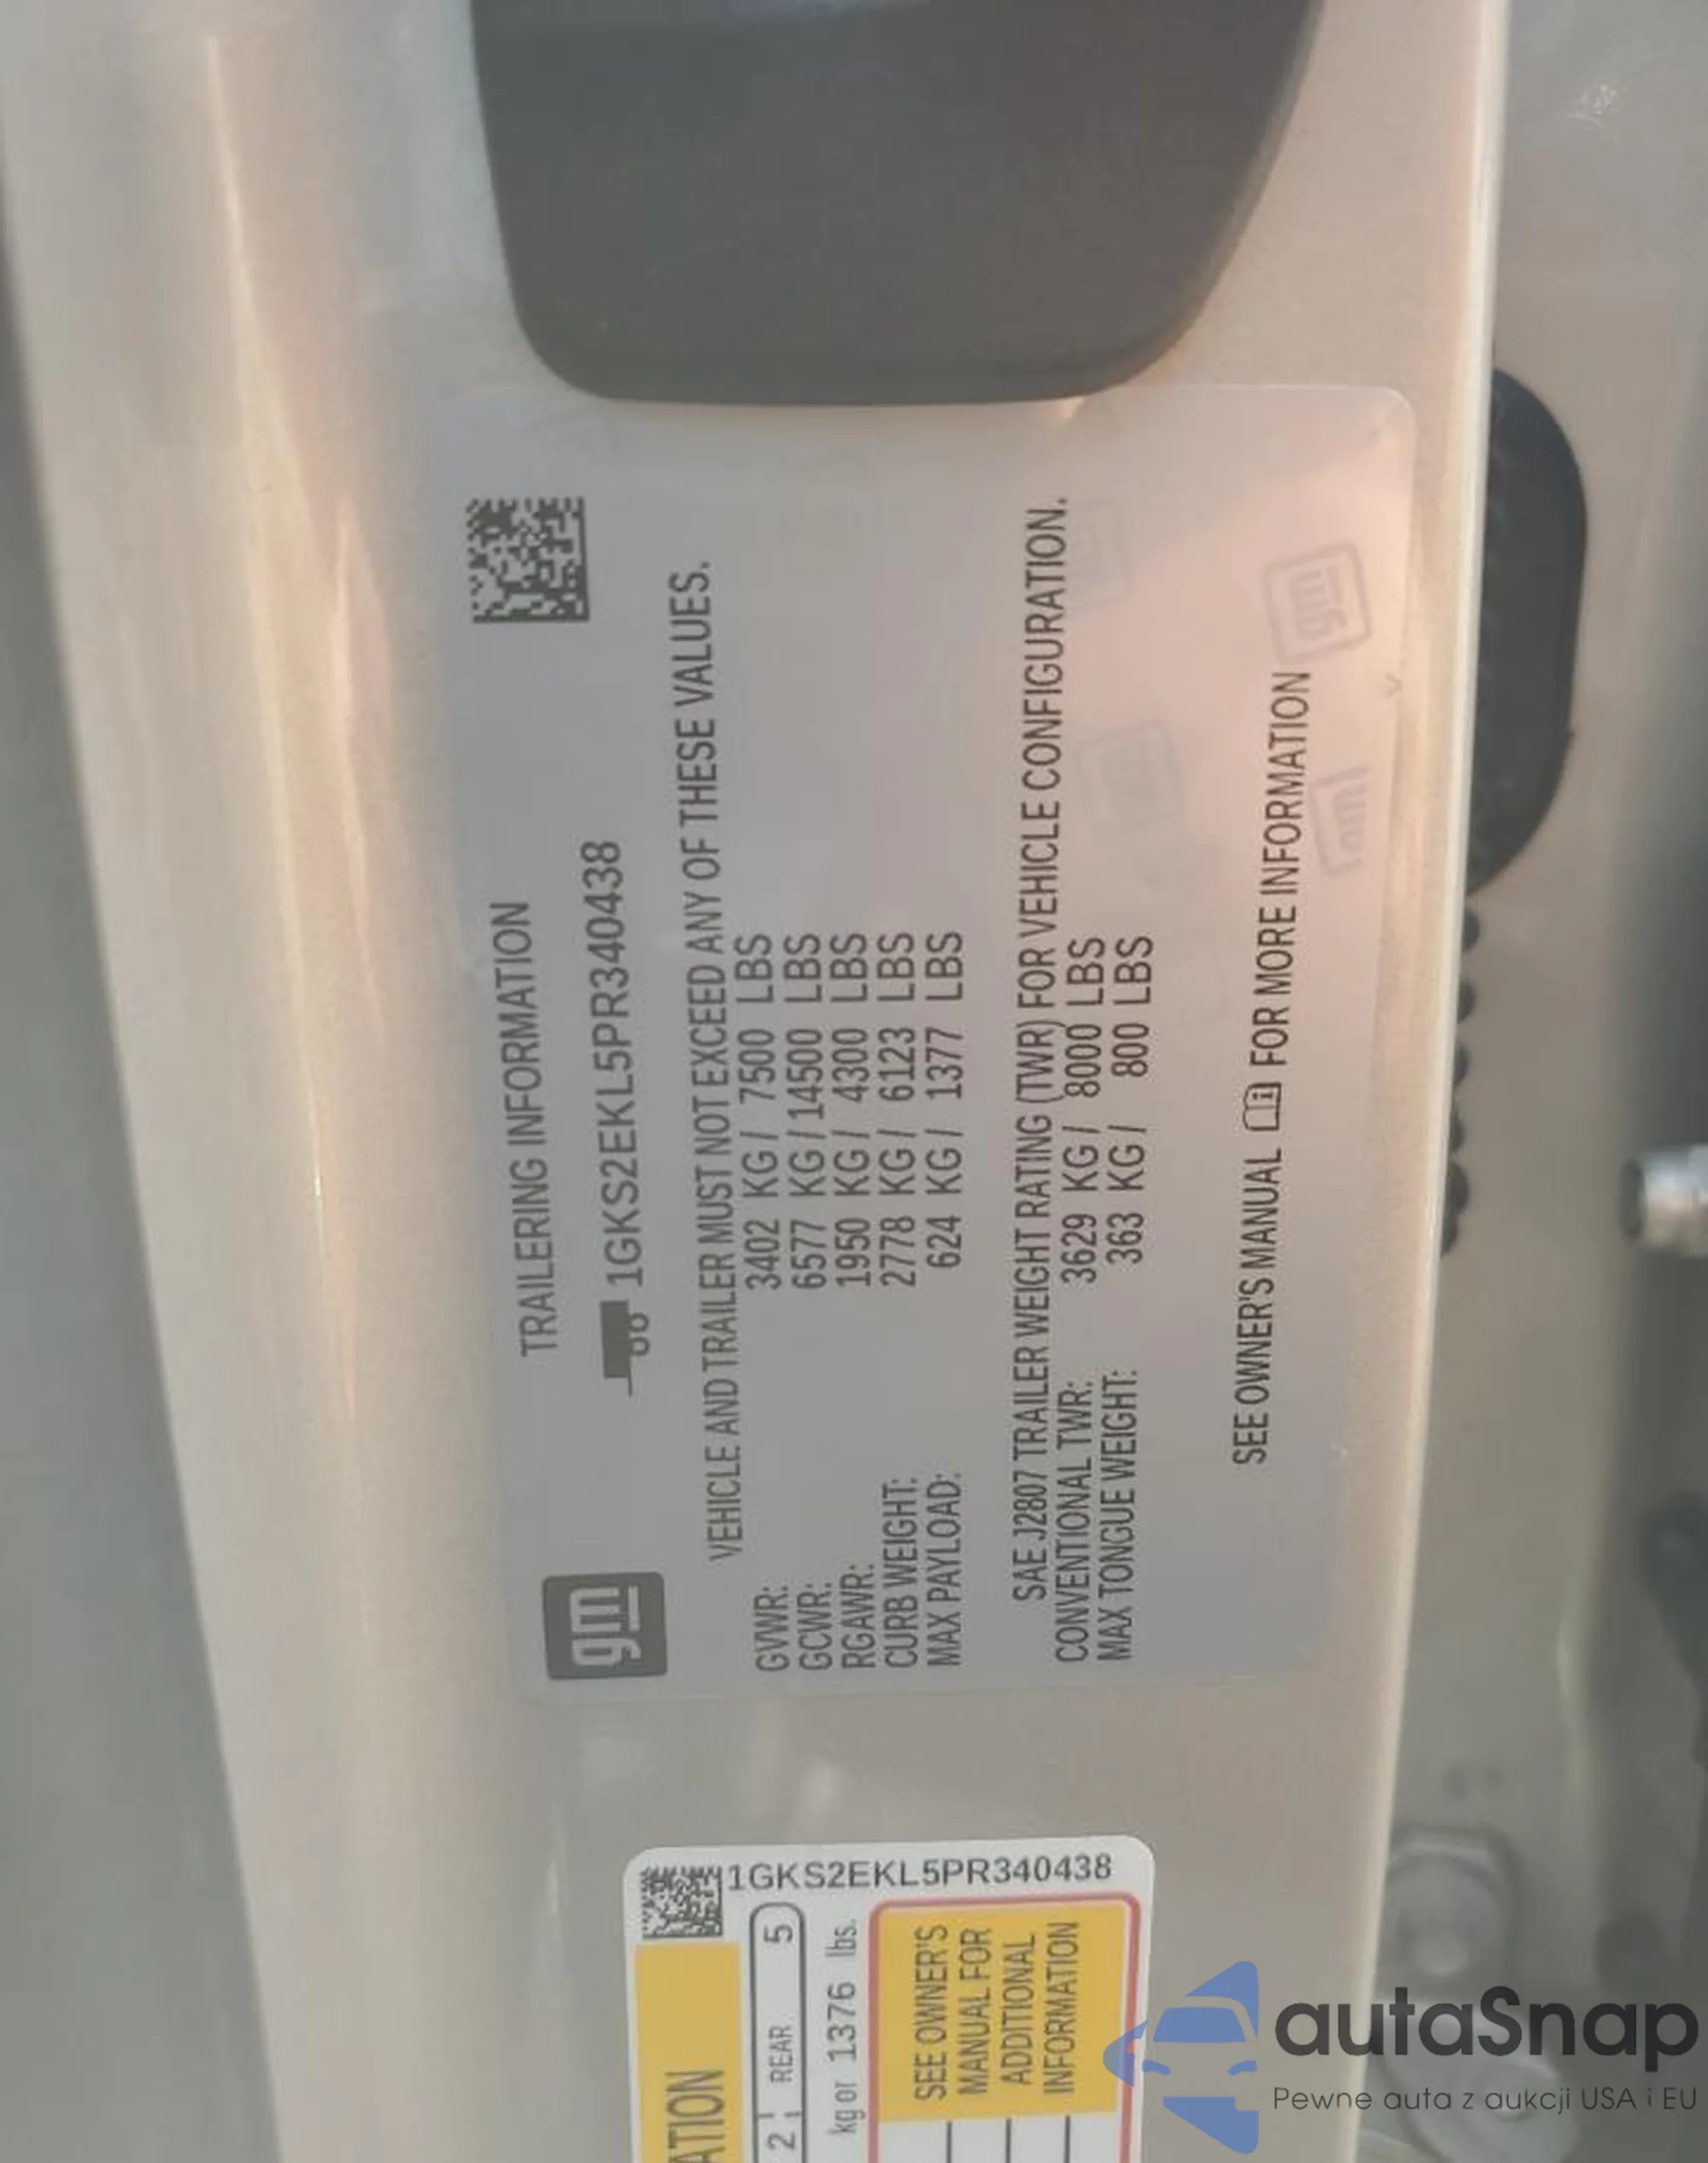 TRAILERING INFORMATION
1GKS2EKL5PR340438
gm
VEHICLE AND TRAILER MUST NOT EXCEED ANY OF THESE VALUES.
GVWR: 3402 KG / 7500 LBS
GCWR: 6577 KG / 14500 LBS
RGAWR: 1950 KG / 4300 LBS
CURB WEIGHT: 2778 KG / 6123 LBS
MAX PAYLOAD: 624 KG / 1377 LBS
SAE J2807 TRAILER WEIGHT RATING (TWR) FOR VEHICLE CONFIGURATION.
CONVENTIONAL TWR: 3629 KG / 8000 LBS
MAX TONGUE WEIGHT: 363 KG / 800 LBS
SEE OWNER'S MANUAL FOR MORE INFORMATION
gm
1GKS2EKL5PR340438
ATION
2 REAR 5
kg or 1376 lbs.
SEE OWNER'S
MANUAL FOR
ADDITIONAL
INFORMATION
autaSnap
Pewne auta z aukcji USA i EU